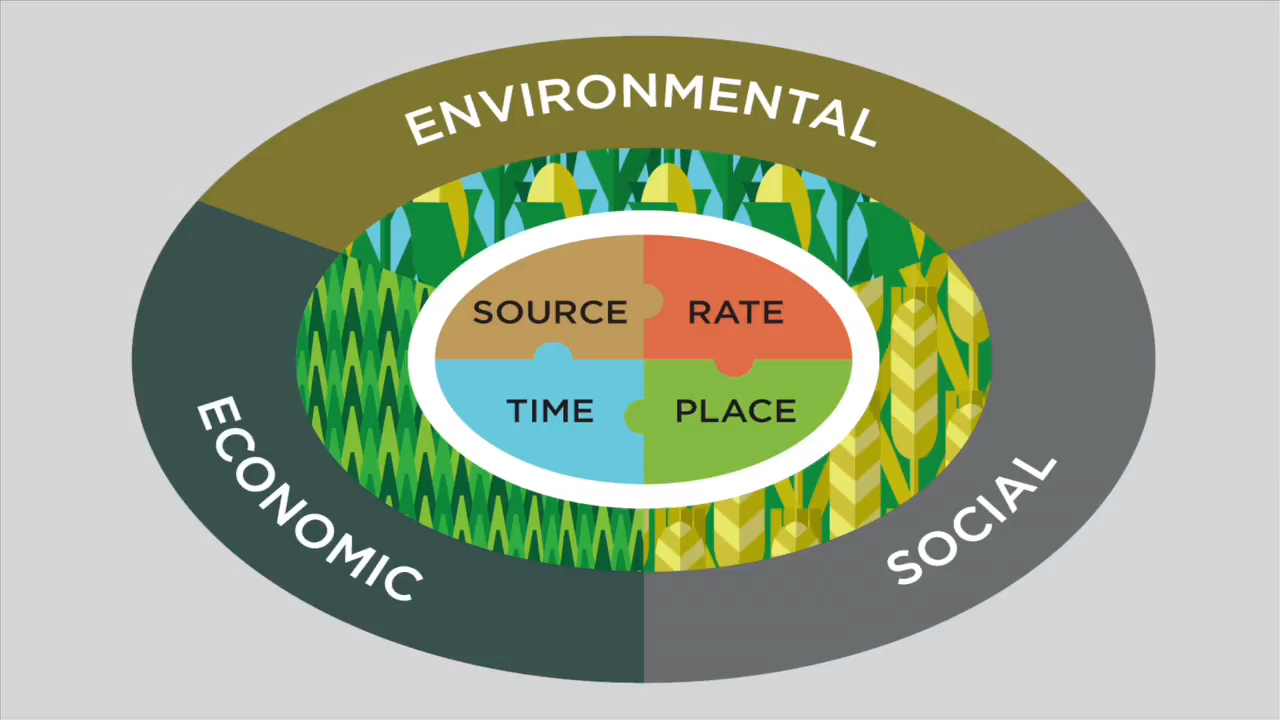 ENVIRONMENTAL
SOURCE
RATE
TIME
PLACE
ECONOMIC
SOCIAL